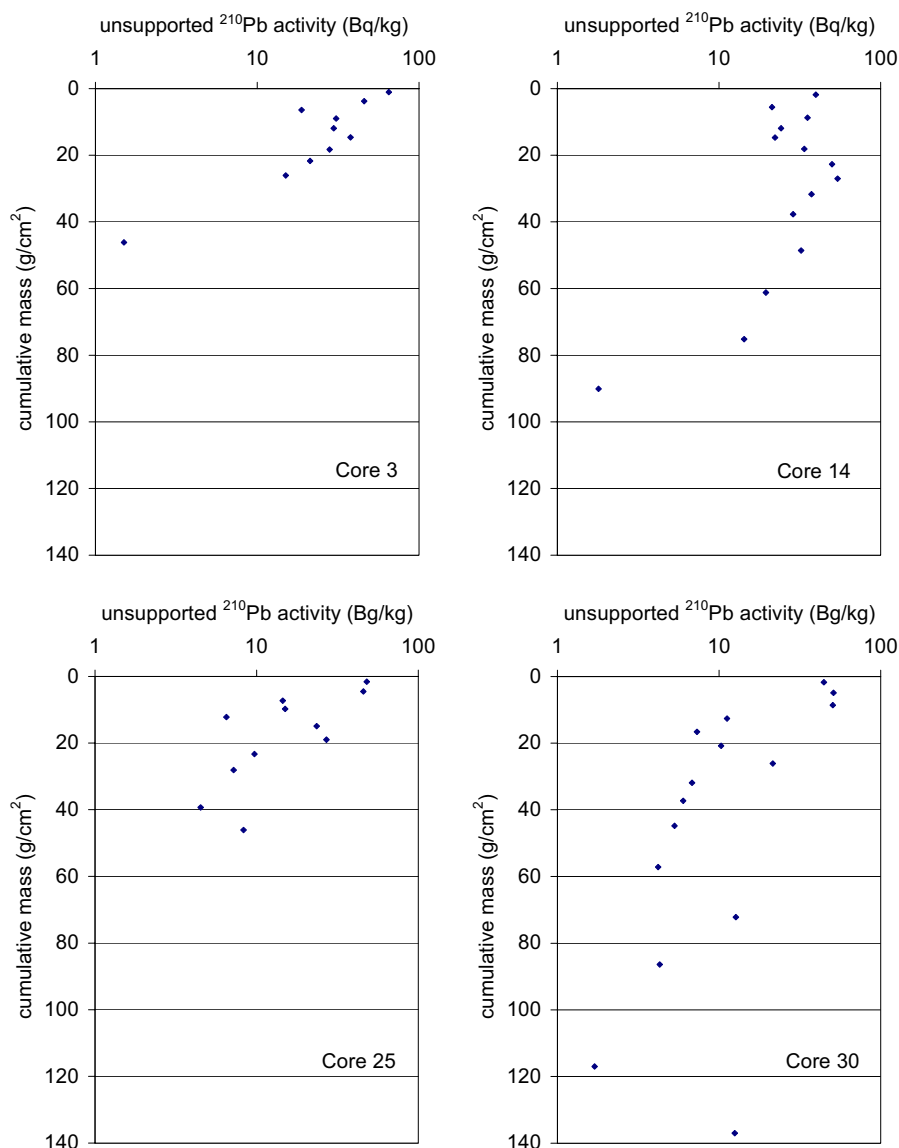 unsupported ²¹⁰Pb activity (Bq/kg)
1 10 100
0
20
40
60
80
100
120
140
cumulative mass (g/cm²)
Core 3
unsupported ²¹⁰Pb activity (Bq/kg)
1 10 100
0
20
40
60
80
100
120
140
cumulative mass (g/cm²)
Core 14
unsupported ²¹⁰Pb activity (Bg/kg)
1 10 100
0
20
40
60
80
100
120
140
cumulative mass (g/cm²)
Core 25
unsupported ²¹⁰Pb activity (Bg/kg)
1 10 100
0
20
40
60
80
100
120
140
cumulative mass (g/cm²)
Core 30